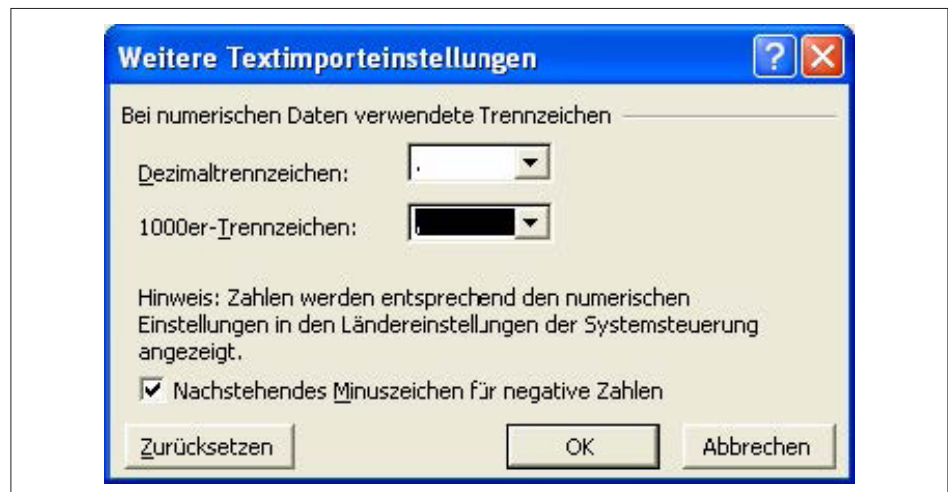 Weitere Textimporteinstellungen
Bei numerischen Daten verwendete Trennzeichen
Dezimaltrennzeichen: .
1000er-Trennzeichen: ,
Hinweis: Zahlen werden entsprechend den numerischen
Einstellungen in den Ländereinstellungen der Systemsteuerung
angezeigt.
Nachstehendes Minuszeichen für negative Zahlen
Zurücksetzen OK Abbrechen